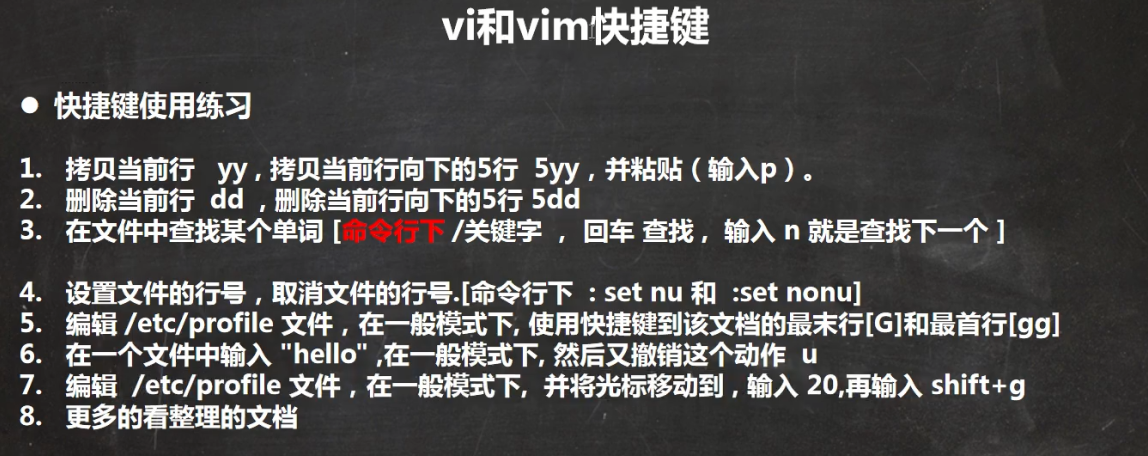 vi和vim快捷键
● 快捷键使用练习
1. 拷贝当前行 yy , 拷贝当前行向下的5行 5yy，并粘贴（输入p）。
2. 删除当前行 dd , 删除当前行向下的5行 5dd
3. 在文件中查找某个单词 [命令行下 /关键字 ， 回车 查找 , 输入 n 就是查找下一个 ]
4. 设置文件的行号，取消文件的行号.[命令行下 : set nu 和 :set nonu]
5. 编辑 /etc/profile 文件，在一般模式下, 使用快捷键到该文档的最末行[G]和最首行[gg]
6. 在一个文件中输入 "hello" ,在一般模式下, 然后又撤销这个动作 u
7. 编辑 /etc/profile 文件，在一般模式下, 并将光标移动到 , 输入 20,再输入 shift+g
8. 更多的看整理的文档